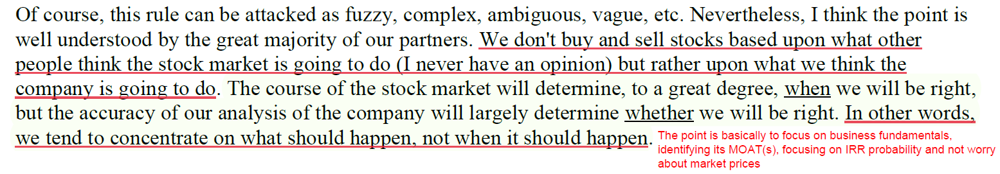 Of course, this rule can be attacked as fuzzy, complex, ambiguous, vague, etc. Nevertheless, I think the point is
well understood by the great majority of our partners. We don't buy and sell stocks based upon what other
people think the stock market is going to do (I never have an opinion) but rather upon what we think the
company is going to do. The course of the stock market will determine, to a great degree, when we will be right,
but the accuracy of our analysis of the company will largely determine whether we will be right. In other words,
we tend to concentrate on what should happen, not when it should happen.
The point is basically to focus on business fundamentals,
identifying its MOAT(s), focusing on IRR probability and not worry
about market prices